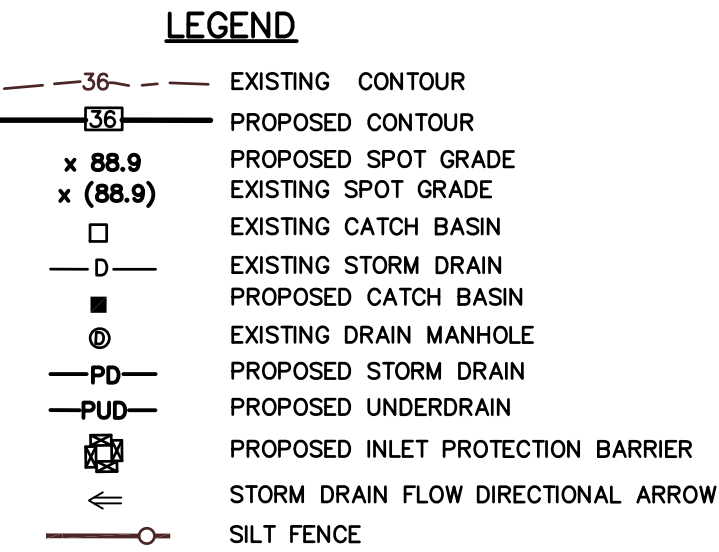 LEGEND
36 EXISTING CONTOUR
36 PROPOSED CONTOUR
x 88.9 PROPOSED SPOT GRADE
x (88.9) EXISTING SPOT GRADE
EXISTING CATCH BASIN
D EXISTING STORM DRAIN
PROPOSED CATCH BASIN
D EXISTING DRAIN MANHOLE
PD PROPOSED STORM DRAIN
PUD PROPOSED UNDERDRAIN
PROPOSED INLET PROTECTION BARRIER
STORM DRAIN FLOW DIRECTIONAL ARROW
SILT FENCE